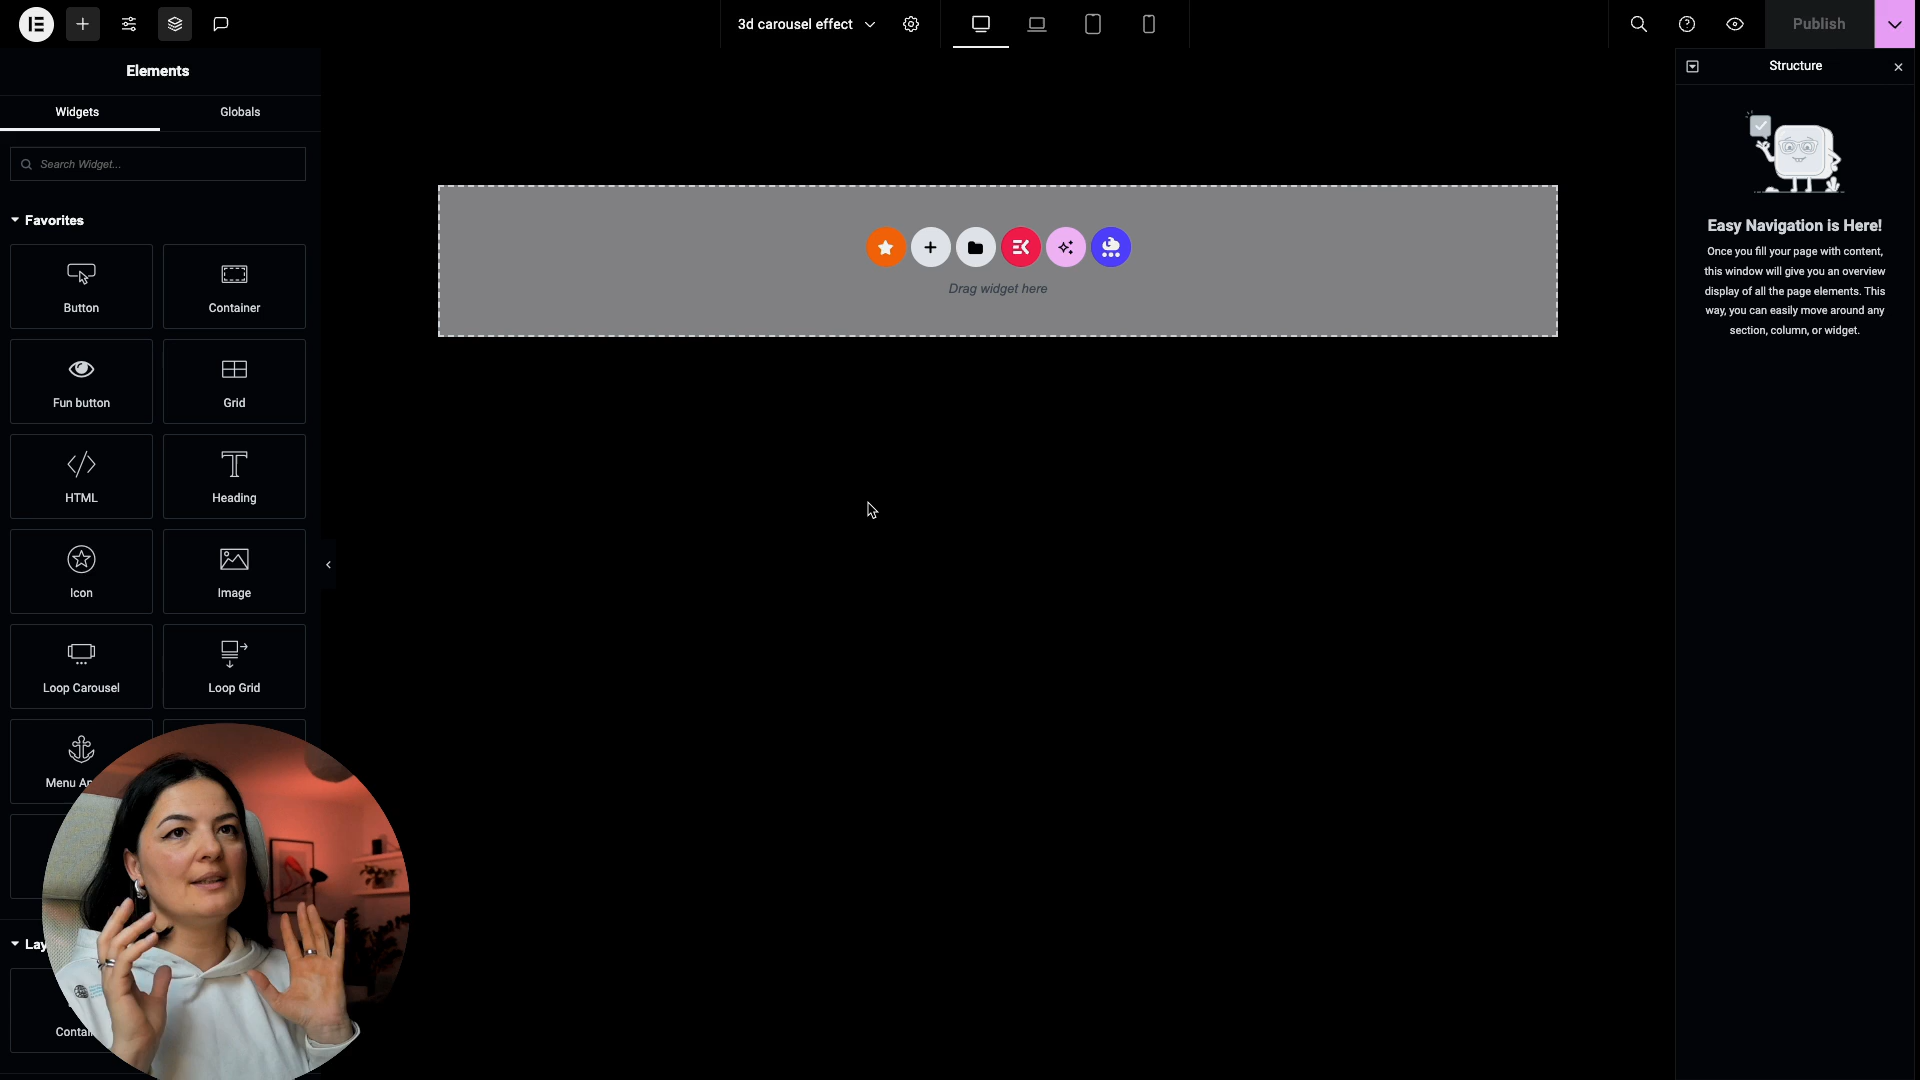 3d carousel effect
Publish
Elements
Widgets
Globals
Search Widget...
Favorites
Button
Container
Fun button
Grid
HTML
Heading
Icon
Image
Loop Carousel
Loop Grid
Menu
Drag widget here
Structure
Easy Navigation is Here!
Once you fill your page with content,
this window will give you an overview
display of all the page elements. This
way, you can easily move around any
section, column, or widget.